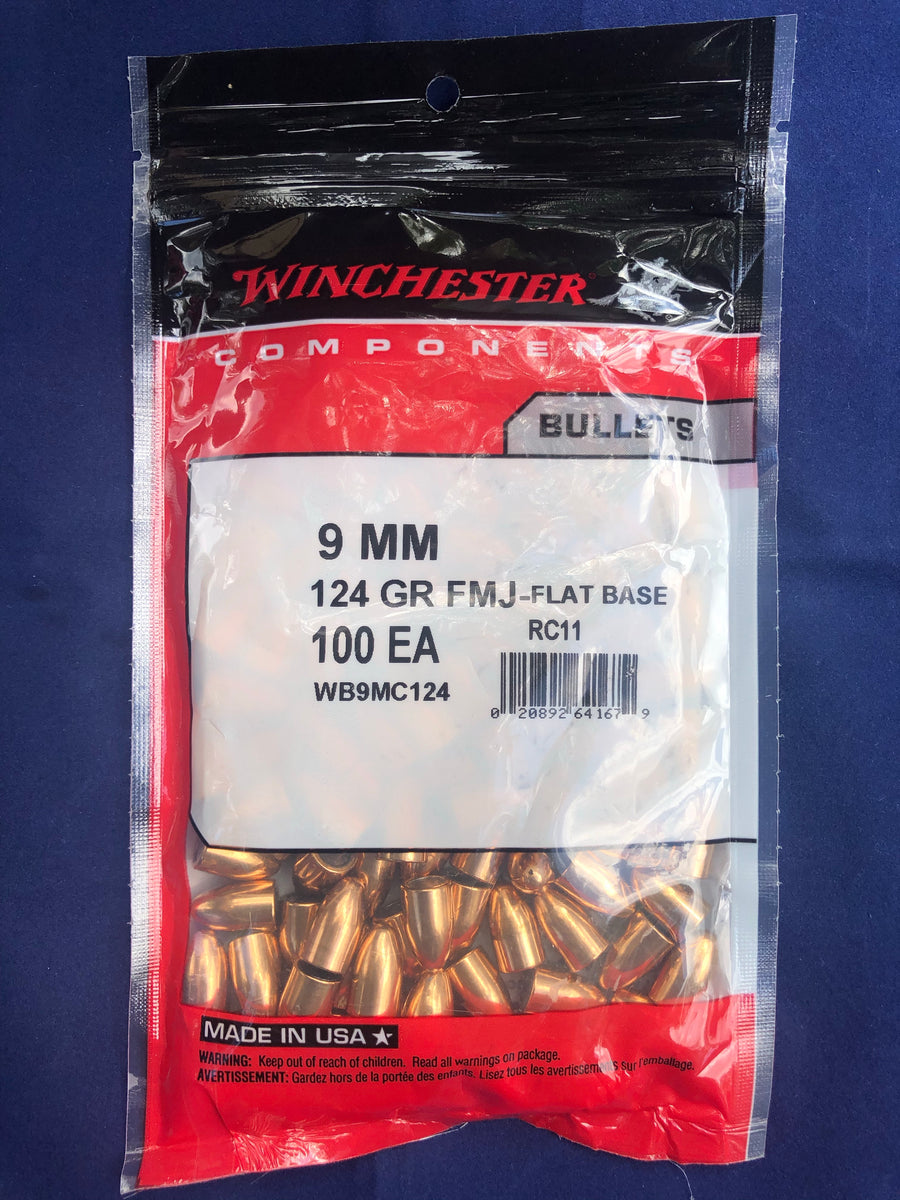 WINCHESTER
COMPONENTS
BULLETS
9 MM
124 GR FMJ-FLAT BASE
RC11
100 EA
WB9MC124
0 20892 64167 9
MADE IN USA
WARNING: Keep out of reach of children. Read all warnings on package.
AVERTISSEMENT: Gardez hors de la portée des enfants. Lisez tous les avertissements sur l'emballage.